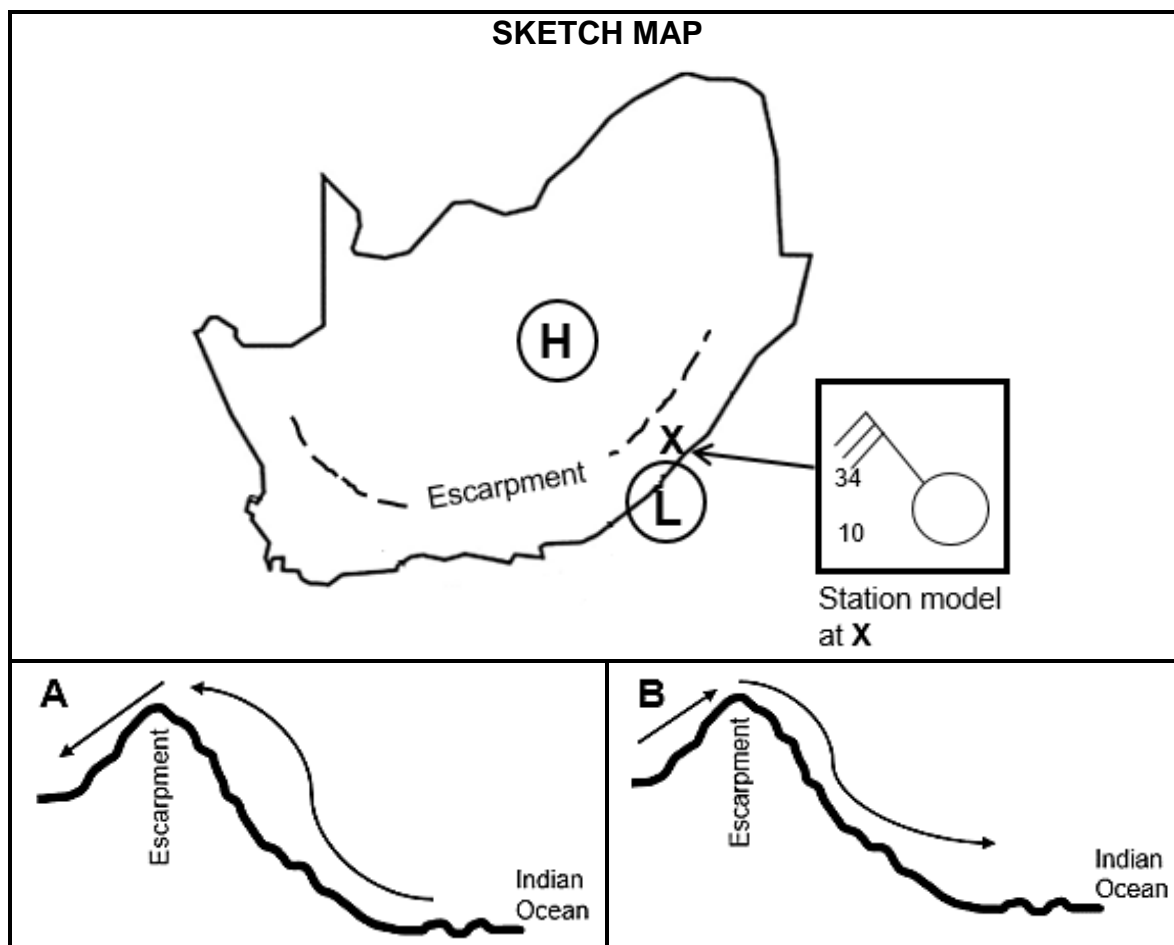 SKETCH MAP
H
X
Escarpment
L
34
10
Station model
at X
A
Escarpment
Indian
Ocean
B
Escarpment
Indian
Ocean